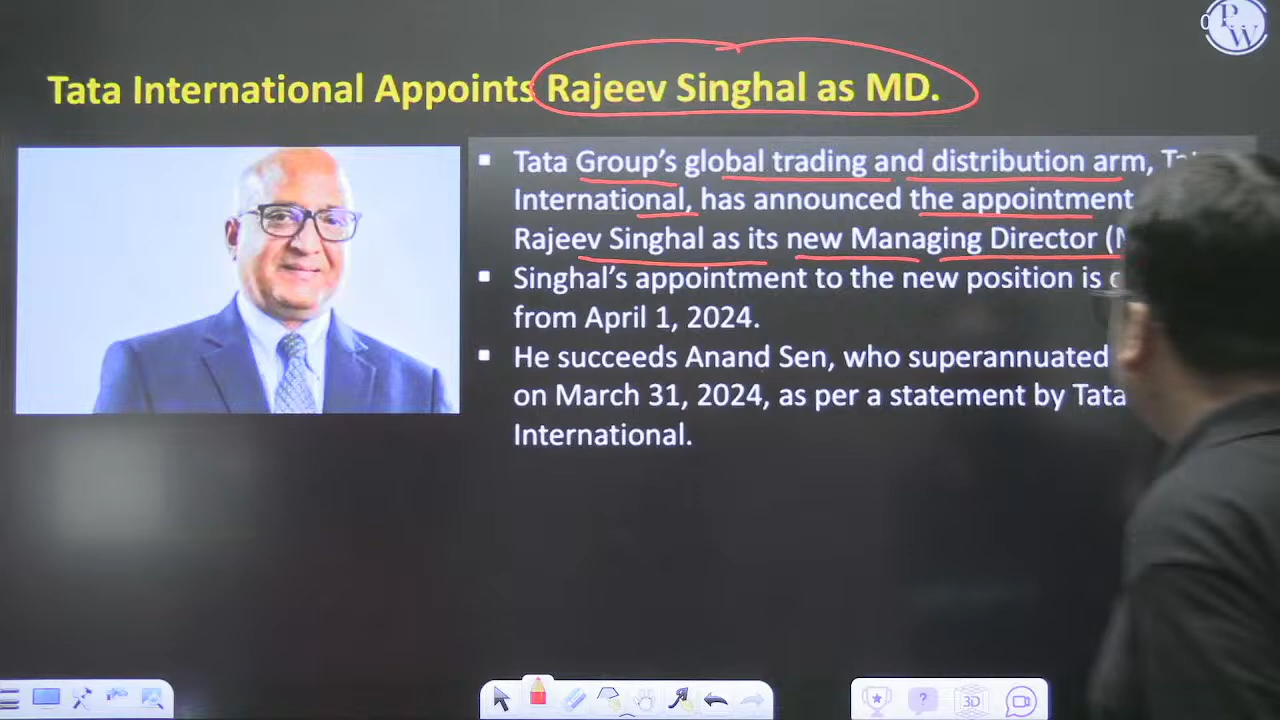 P
W
Tata International Appoints Rajeev Singhal as MD.
▪ Tata Group's global trading and distribution arm,
International, has announced the appointment
Rajeev Singhal as its new Managing Director
▪ Singhal's appointment to the new position is
from April 1, 2024.
▪ He succeeds Anand Sen, who superannuated
on March 31, 2024, as per a statement by Tata
International.
?
3D